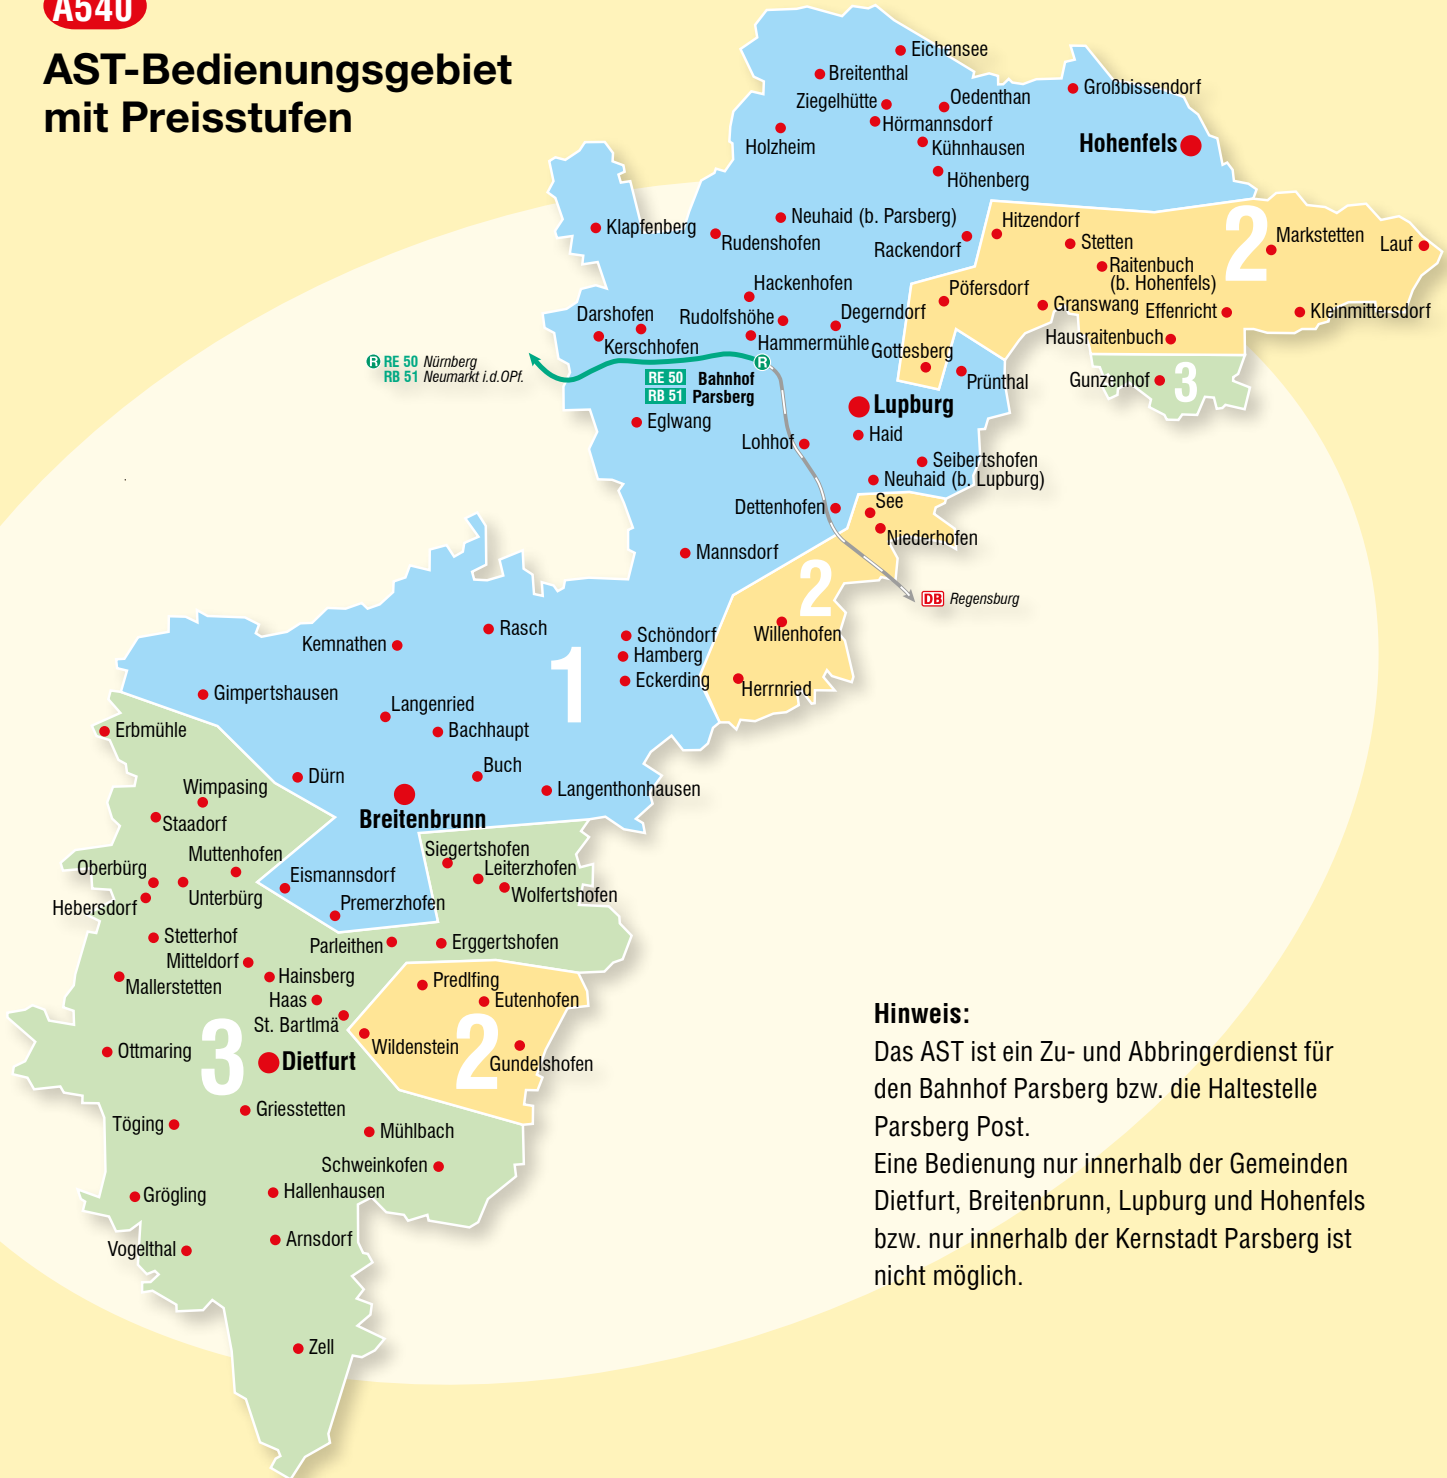 A540
AST-Bedienungsgebiet
mit Preisstufen
Eichensee
Breitenthal
Großbissendorf
Ziegelhütte
Oedenthan
Hörmannsdorf
Holzheim
Kühnhausen
Hohenfels
Höhenberg
Klapfenberg
Neuhaid (b. Parsberg)
Rudenshofen
Rackendorf
Hitzendorf
2
Stetten
Markstetten
Lauf
Raitenbuch
(b. Hohenfels)
Hackenhofen
Pöfersdorf
Granswang
Effenricht
Kleinmittersdorf
Darshofen
Rudolfshöhe
Degerndorf
Kerschhofen
Hammermühle
Gottesberg
Hausraitenbuch
R RE 50 Nürnberg
RB 51 Neumarkt i.d.OPf.
R
RE 50 Bahnhof
RB 51 Parsberg
Prünthal
Gunzenhof
3
Lupburg
Eglwang
Lohhof
Haid
Seibertshofen
Neuhaid (b. Lupburg)
Dettenhofen
See
Niederhofen
Mannsdorf
2
DB Regensburg
Willenhofen
Rasch
Kemnathen
Schöndorf
Hamberg
1
Eckerding
Herrnried
Gimpertshausen
Langenried
Bachhaupt
Erbmühle
Buch
Dürn
Langenthonhausen
Wimpasing
Breitenbrunn
Staadorf
Muttenhofen
Siegertshofen
Oberbürg
Eismannsdorf
Leiterzhofen
Unterbürg
Wolfertshofen
Hebersdorf
Premerzhofen
Stetterhof
Parleithen
Erggertshofen
Mitteldorf
Mallerstetten
Hainsberg
Predlfing
Haas
Eutenhofen
St. Bartlmä
Wildenstein
2
Gundelshofen
Ottmaring
3
Dietfurt
Griesstetten
Töging
Mühlbach
Schweinkofen
Grögling
Hallenhausen
Arnsdorf
Vogelthal
Zell
Hinweis:
Das AST ist ein Zu- und Abbringerdienst für
den Bahnhof Parsberg bzw. die Haltestelle
Parsberg Post.
Eine Bedienung nur innerhalb der Gemeinden
Dietfurt, Breitenbrunn, Lupburg und Hohenfels
bzw. nur innerhalb der Kernstadt Parsberg ist
nicht möglich.